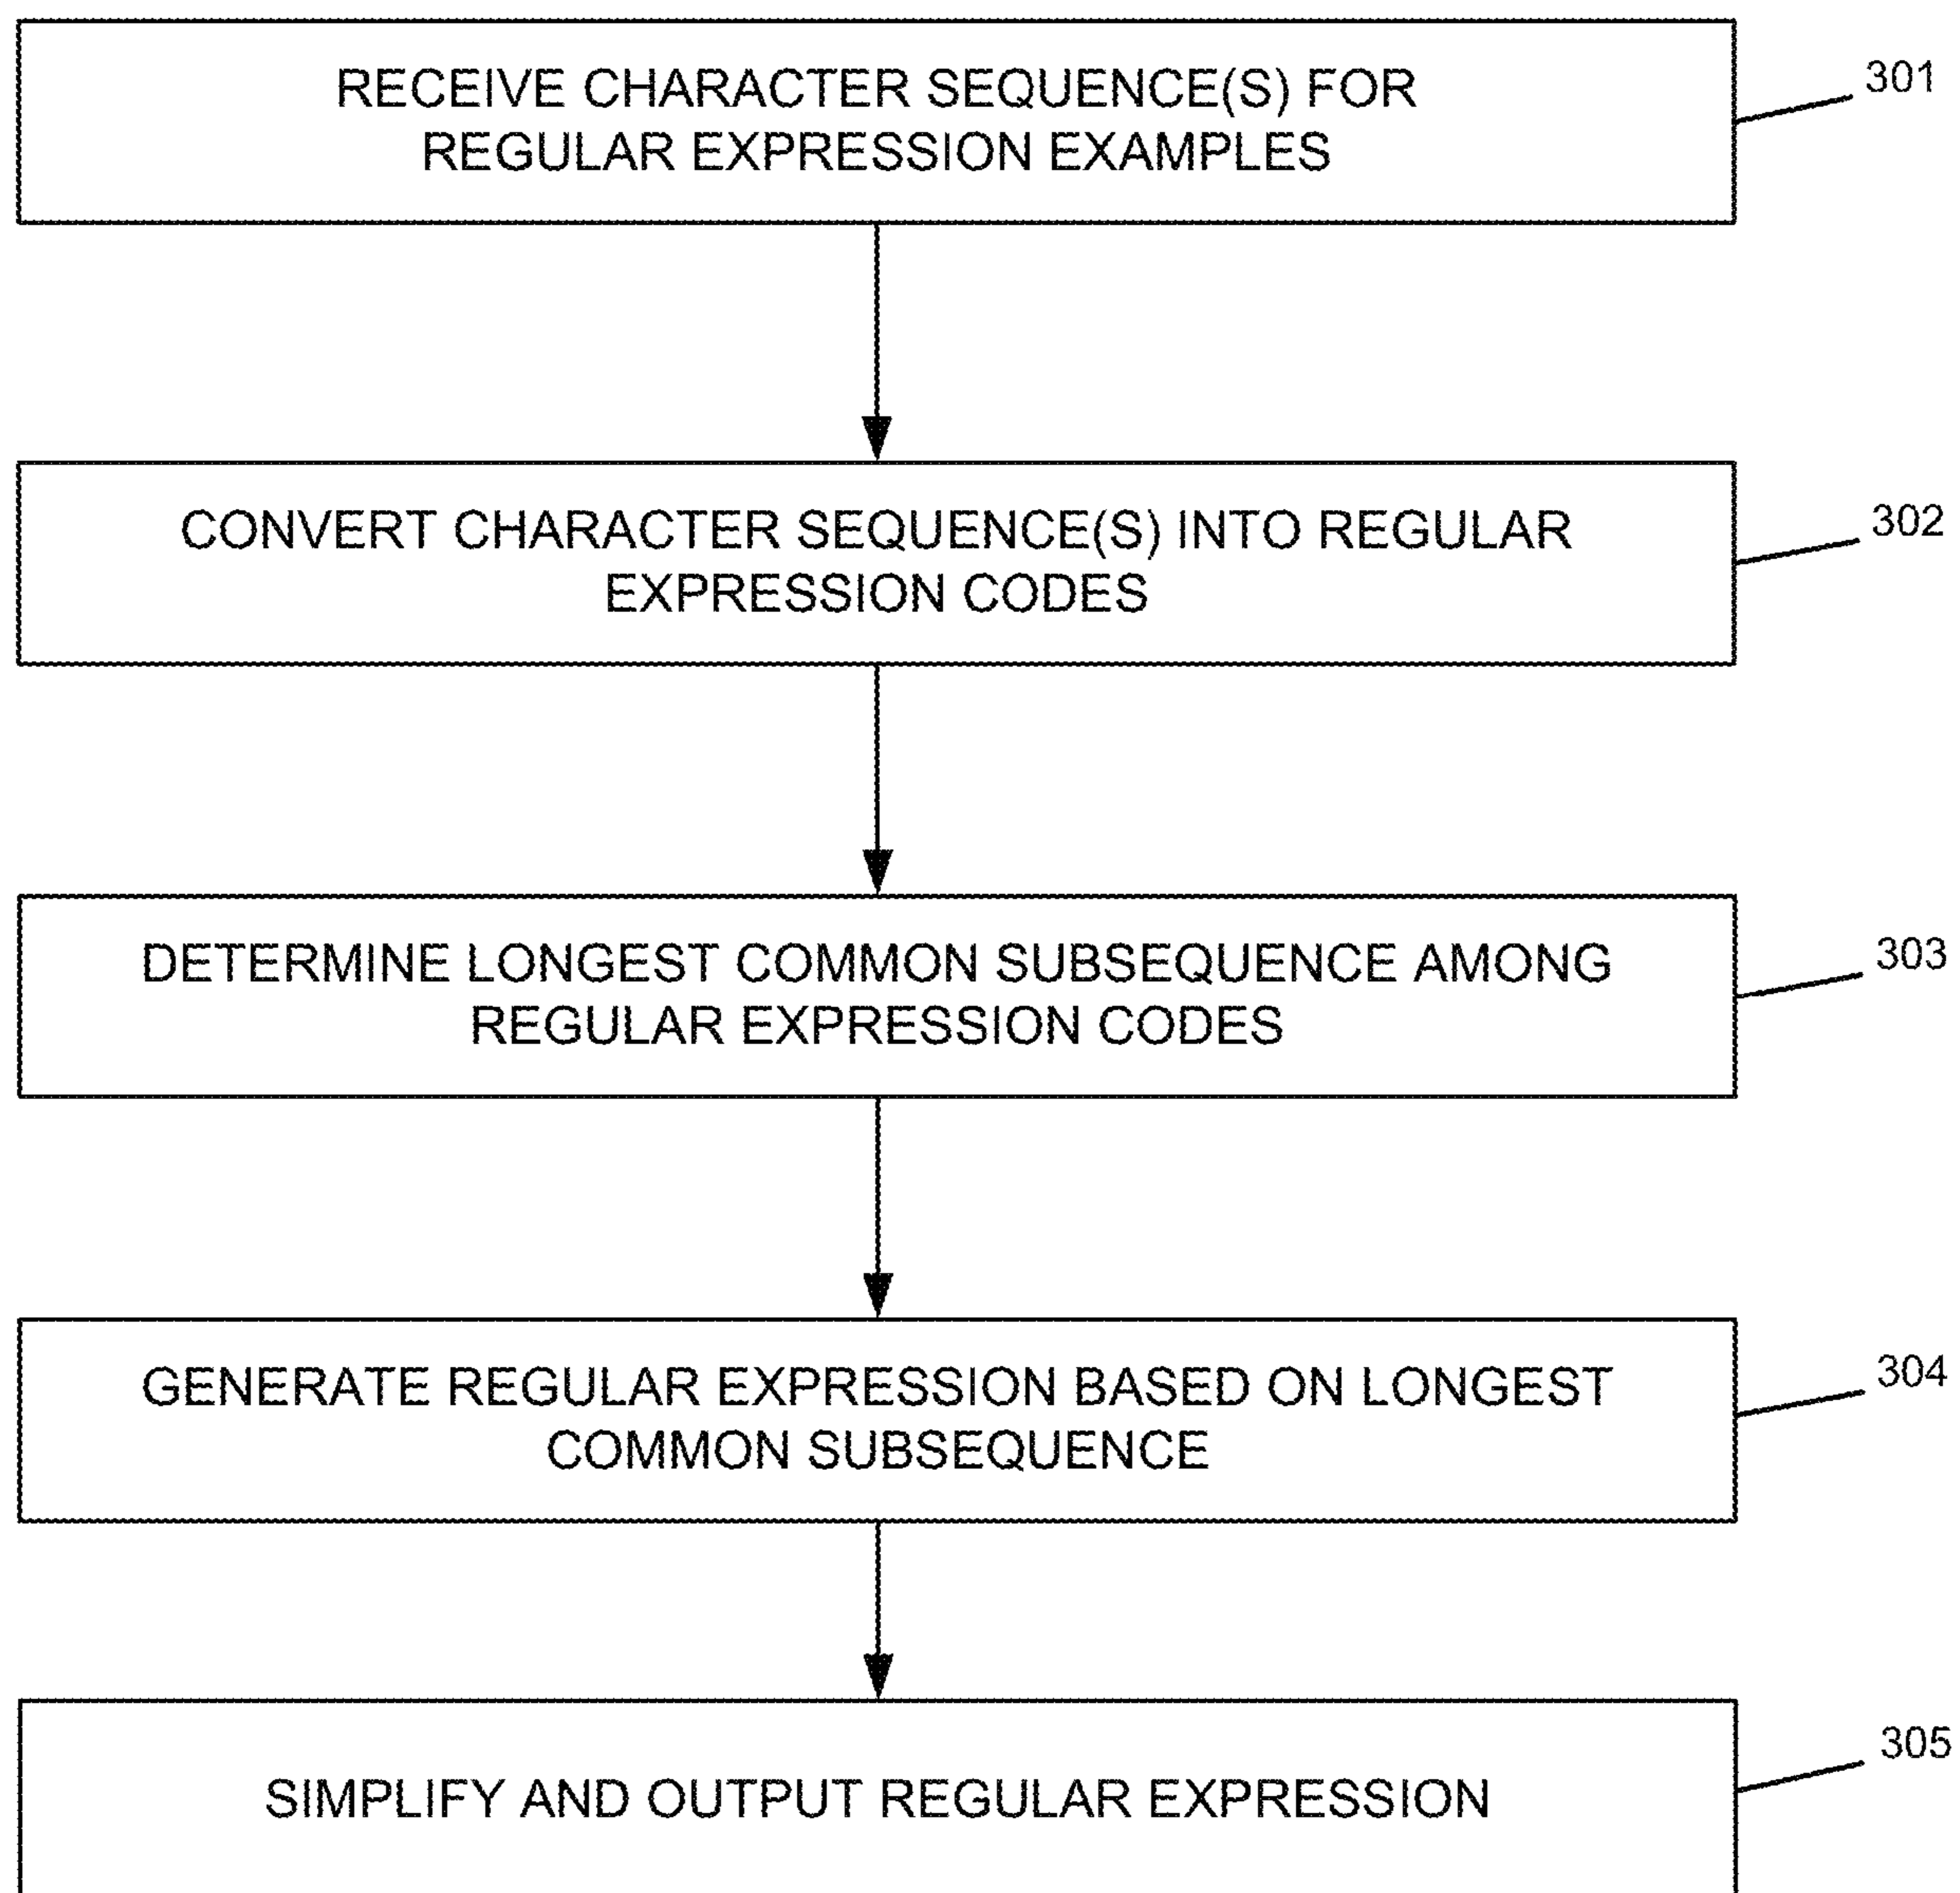 RECEIVE CHARACTER SEQUENCE(S) FOR
REGULAR EXPRESSION EXAMPLES
301
CONVERT CHARACTER SEQUENCE(S) INTO REGULAR
EXPRESSION CODES
302
DETERMINE LONGEST COMMON SUBSEQUENCE AMONG
REGULAR EXPRESSION CODES
303
GENERATE REGULAR EXPRESSION BASED ON LONGEST
COMMON SUBSEQUENCE
304
SIMPLIFY AND OUTPUT REGULAR EXPRESSION
305